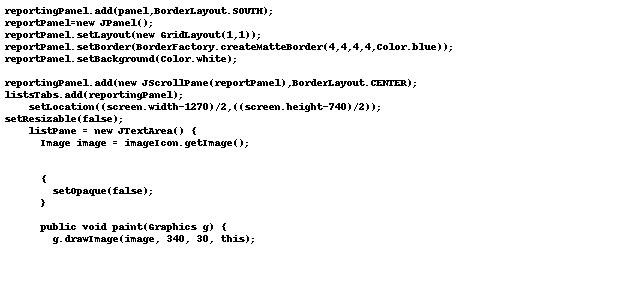 reportingPanel.add(panel,BorderLayout.SOUTH);
reportPanel=new JPanel();
reportPanel.setLayout(new GridLayout(1,1));
reportPanel.setBorder(BorderFactory.createMatteBorder(4,4,4,4,Color.blue));
reportPanel.setBackground(Color.white);

reportingPanel.add(new JScrollPane(reportPanel),BorderLayout.CENTER);
listsTabs.add(reportingPanel);
    setLocation((screen.width-1270)/2,((screen.height-740)/2));
setResizable(false);
    listPane = new JTextArea() {
      Image image = imageIcon.getImage();

      {
        setOpaque(false);
      }

      public void paint(Graphics g) {
        g.drawImage(image, 340, 30, this);